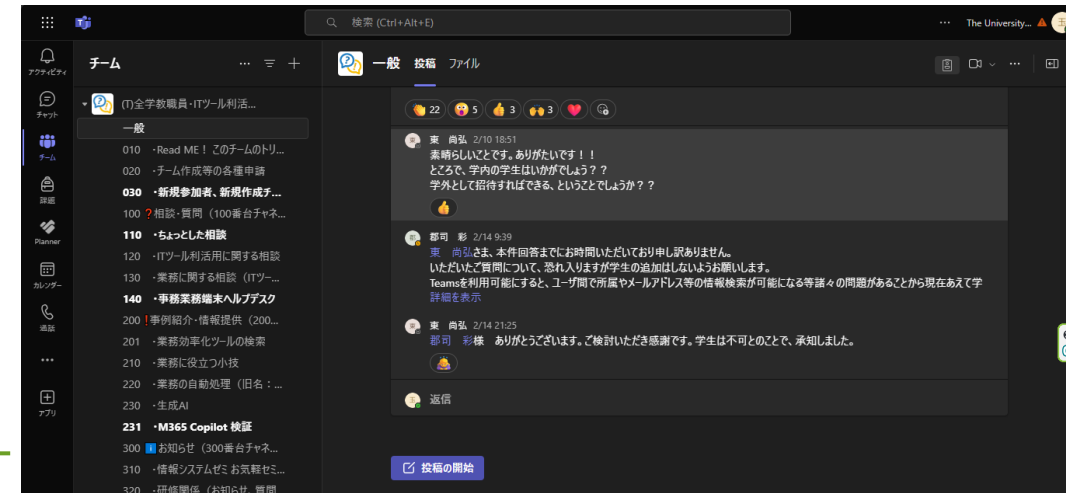 検索 (Ctrl+Alt+E)
The University...
アクティビティ
チャット
チーム
課題
Planner
カレンダー
通話
アプリ
チーム
(T)全学教職員・ITツール利活...
一般
010 ・Read ME！ このチームのトリ...
020 ・チーム作成等の各種申請
030 ・新規参加者、新規作成チ...
100 ❓相談・質問（100番台チャネ...
110 ・ちょっとした相談
120 ・ITツール利活用に関する相談
130 ・業務に関する相談（ITツー...
140 ・事務業務端末ヘルプデスク
200 ❗事例紹介・情報提供（200...
201 ・業務効率化ツールの検索
210 ・業務に役立つ小技
220 ・業務の自動処理（旧名：...
230 ・生成AI
231 ・M365 Copilot 検証
300 ℹお知らせ（300番台チャネ...
310 ・情報システムゼミ お気軽セミ...
320 ・研修関係（お知らせ、質問
一般 投稿 ファイル
22 5 3 3
東 尚弘 2/10 18:51
素晴らしいことです。ありがたいです！！
ところで、学内の学生はいかがでしょう？？
学外として招待すればできる、ということでしょうか？？
郡司 彩 2/14 9:39
東 尚弘さま、本件回答までにお時間いただいており申し訳ありません。
いただいたご質問について、恐れ入りますが学生の追加はしないようお願いします。
Teamsを利用可能にすると、ユーザ間で所属やメールアドレス等の情報検索が可能になる等諸々の問題があることから現在あえて学
詳細を表示
東 尚弘 2/14 21:25
郡司 彩様 ありがとうございます。ご検討いただき感謝です。学生は不可とのことで、承知しました。
返信
投稿の開始